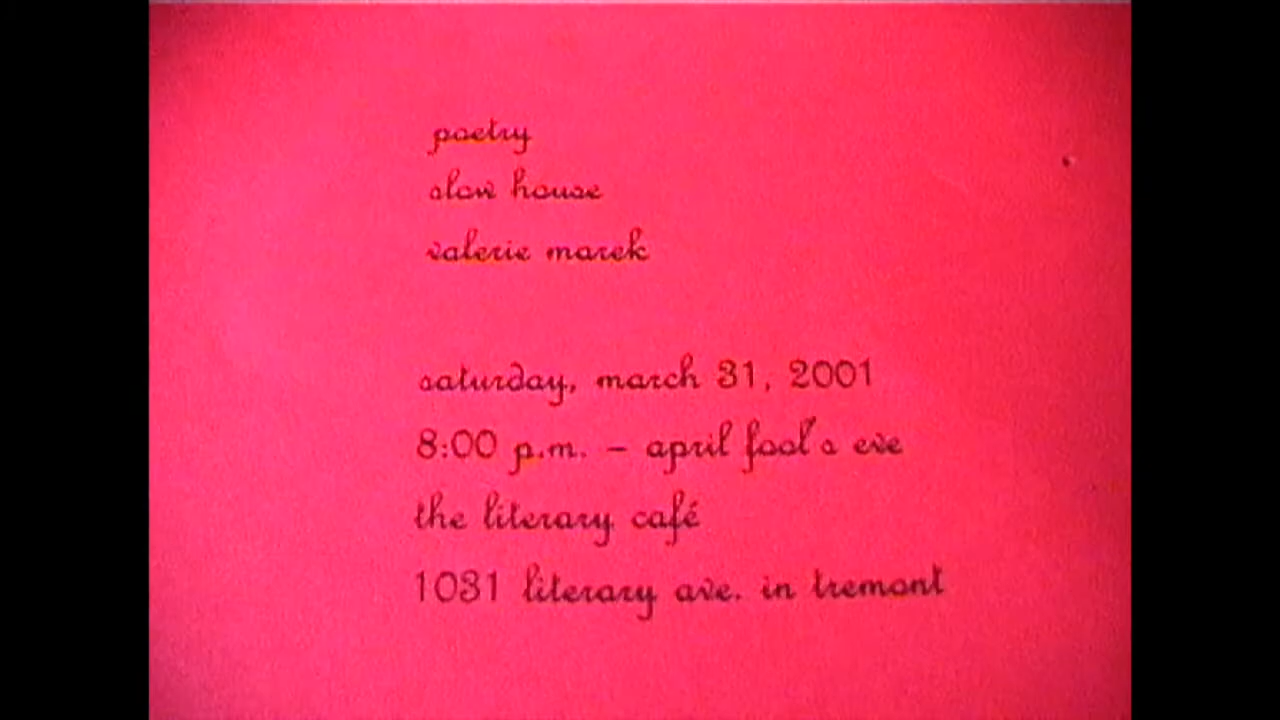 poetry
slow house
valerie marek
saturday, march 31, 2001
8:00 p.m. – april fool's eve
the literary café
1031 literary ave. in tremont